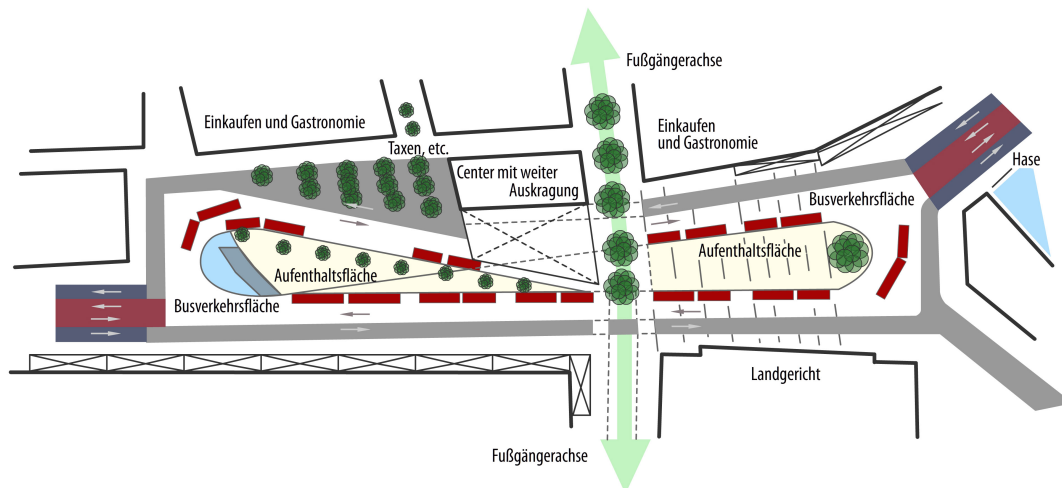 Fußgängerachse
Einkaufen und Gastronomie
Taxen, etc.
Einkaufen
und Gastronomie
Center mit weiter
Auskragung
Hase
Busverkehrsfläche
Aufenthaltsfläche
Aufenthaltsfläche
Busverkehrsfläche
Landgericht
Fußgängerachse